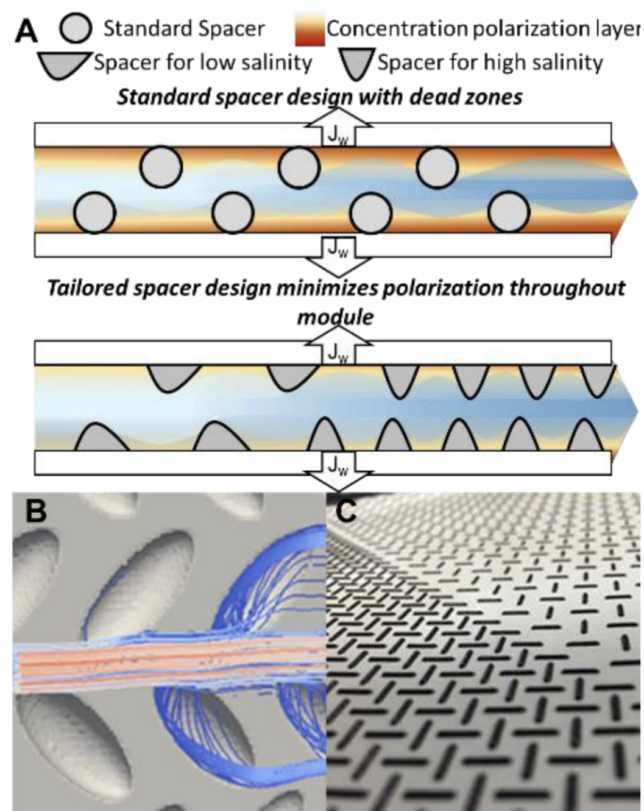 A
Standard Spacer Concentration polarization layer
Spacer for low salinity Spacer for high salinity
Standard spacer design with dead zones
Jw
Jw
Tailored spacer design minimizes polarization throughout
module
Jw
Jw
B C